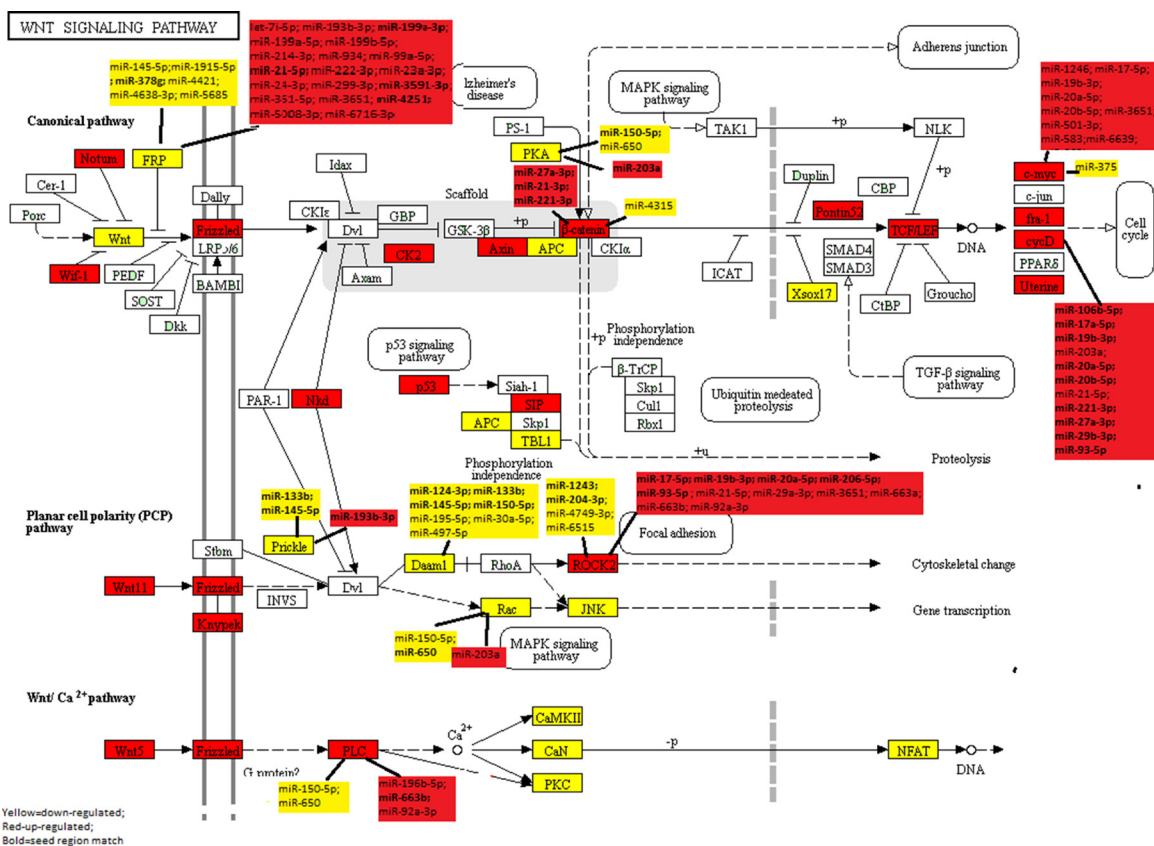 WNT SIGNALING PATHWAY
let-7i-5p; miR-193b-3p; miR-199a-3p;
miR-199a-5p; miR-199b-5p;
miR-214-3p; miR-934; miR-99a-5p;
miR-21-5p; miR-222-3p; miR-23a-3p;
miR-24-3p; miR-299-3p; miR-3591-3p;
miR-351-5p; miR-3651; miR-4251;
miR-5008-3p; miR-6716-3p
miR-145-5p;miR-1915-5p
; miR-378g; miR-4421;
miR-4638-3p; miR-5685
lzheimer's
disease
Adherens junction
MAPK signaling
pathway
miR-1246; miR-17-5p;
miR-19b-3p;
miR-20a-5p;
miR-20b-5p; miR-3651;
miR-501-3p;
miR-583; miR-6639;
Canonical pathway
Notum
FRP
Cer-1
Porc
Wnt
Wif-1
PEDF
SOST
Dkk
Dally
Frizzled
LRP5/6
BAMBI
Idax
CKIε
Dvl
GBP
Scaffold
GSK-3β
+p
CK2
Axam
Axin
APC
PS-1
PKA
miR-150-5p;
miR-650
miR-203a
miR-27a-3p;
miR-21-3p;
miR-221-3p
β-catenin
miR-4315
CKIα
TAK1
+p
NLK
+p
Duplin
CBP
Pontin52
TCF/LEF
DNA
SMAD4
SMAD3
ICAT
Xsox17
CtBP
Groucho
c-myc
miR-375
c-jun
fra-1
cycD
PPARδ
Uterine
Cell
cycle
miR-106b-5p;
miR-17a-5p;
miR-19b-3p;
miR-203a;
miR-20a-5p;
miR-20b-5p;
miR-21-5p;
miR-221-3p;
miR-27a-3p;
miR-29b-3p;
miR-93-5p
TGF-β signaling
pathway
p53 signaling
pathway
p53
Siah-1
SIP
APC
Skp1
TBL1
PAR-1
Nkd
+p
Phosphorylation
independence
β-TrCP
Skp1
Cul1
Rbx1
Ubiquitin medeated
proteolysis
+u
Proteolysis
Phosphorylation
independence
Planar cell polarity (PCP)
pathway
miR-133b;
miR-145-5p
miR-193b-3p
Prickle
miR-124-3p; miR-133b;
miR-145-5p; miR-150-5p;
miR-195-5p; miR-30a-5p;
miR-497-5p
miR-1243;
miR-204-3p;
miR-4749-3p;
miR-6515
miR-17-5p; miR-19b-3p; miR-20a-5p; miR-206-5p;
miR-93-5p; miR-21-5p; miR-29a-3p; miR-3651; miR-663a;
miR-663b; miR-92a-3p
Focal adhesion
Stbm
Daam1
RhoA
ROCK2
Cytoskeletal change
Wnt11
Frizzled
INVS
Dvl
Knypek
Rac
JNK
Gene transcription
miR-150-5p;
miR-650
miR-203a
MAPK signaling
pathway
Wnt/ Ca 2+ pathway
Wnt5
Frizzled
G protein?
PLC
Ca2+
CaMKII
CaN
PKC
-p
NFAT
DNA
miR-150-5p;
miR-650
miR-196b-5p;
miR-663b;
miR-92a-3p
Yellow=down-regulated;
Red-up-regulated;
Bold=seed region match